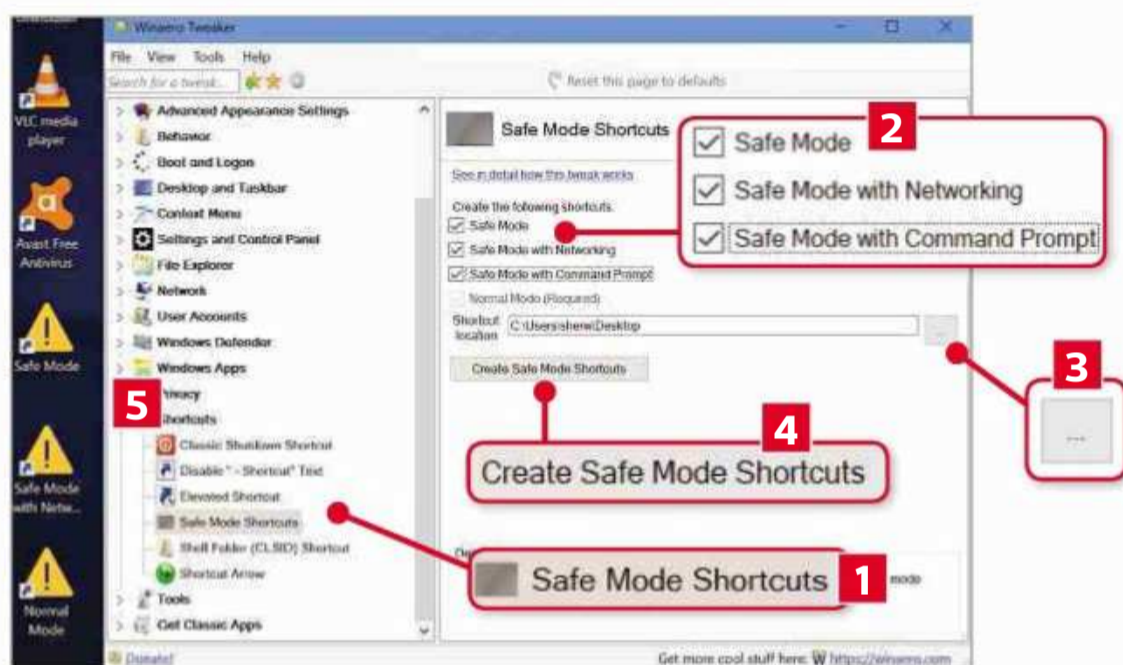 Winaero Tweaker
File View Tools Help
Search for a tweak...
Reset this page to defaults
VLC media
player
Avast Free
Antivirus
Safe Mode
Safe Mode
with Netw...
Normal
Mode
Advanced Appearance Settings
Behavior
Boot and Logon
Desktop and Taskbar
Context Menu
Settings and Control Panel
File Explorer
Network
User Accounts
Windows Defender
Windows Apps
Privacy
5
Shortcuts
Classic Shutdown Shortcut
Disable " - Shortcut" Text
Elevated Shortcut
Safe Mode Shortcuts
Shell Folder (CLSID) Shortcut
Shortcut Arrow
Tools
Get Classic Apps
Safe Mode Shortcuts
See in detail how this tweak works
Create the following shortcuts:
Safe Mode
Safe Mode with Networking
Safe Mode with Command Prompt
Normal Mode (Required)
Shortcut
location
C:\Users\sherwi\Desktop
...
Create Safe Mode Shortcuts
2
Safe Mode
Safe Mode with Networking
Safe Mode with Command Prompt
3
...
4
Create Safe Mode Shortcuts
Safe Mode Shortcuts 1
mode
Donate!
Get more cool stuff here: W https://winaero.com